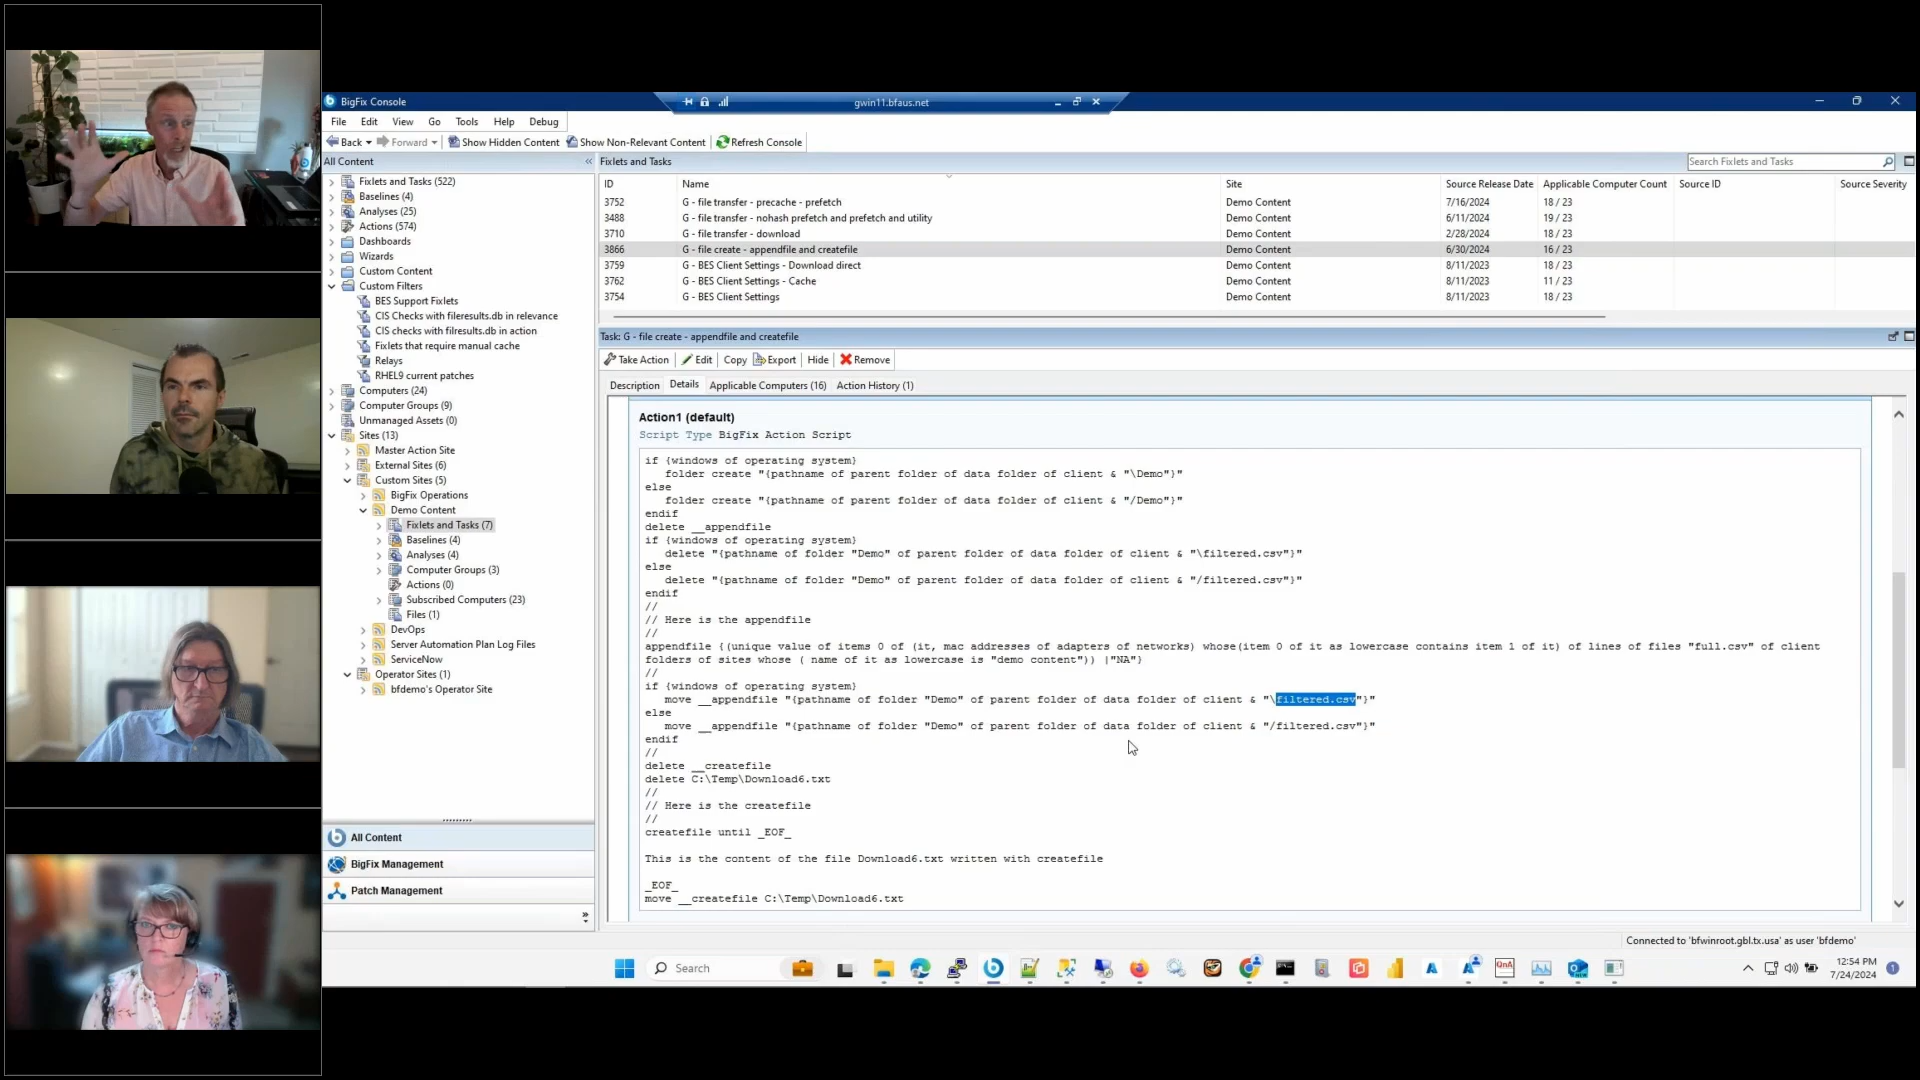 BigFix Console
gwin11.bfaus.net
File Edit View Go Tools Help Debug
Back Forward Show Hidden Content Show Non-Relevant Content Refresh Console
All Content
«
Fixlets and Tasks (522)
Baselines (4)
Analyses (25)
Actions (574)
Dashboards
Wizards
Custom Content
Custom Filters
BES Support Fixlets
CIS Checks with fileresults.db in relevance
CIS checks with filresults.db in action
Fixlets that require manual cache
Relays
RHEL9 current patches
Computers (24)
Computer Groups (9)
Unmanaged Assets (0)
Sites (13)
Master Action Site
External Sites (6)
Custom Sites (5)
BigFix Operations
Demo Content
Fixlets and Tasks (7)
Baselines (4)
Analyses (4)
Computer Groups (3)
Actions (0)
Subscribed Computers (23)
Files (1)
DevOps
Server Automation Plan Log Files
ServiceNow
Operator Sites (1)
bfdemo's Operator Site
All Content
BigFix Management
Patch Management
»
Fixlets and Tasks
Search Fixlets and Tasks
ID Name Site Source Release Date Applicable Computer Count Source ID Source Severity
3752 G - file transfer - precache - prefetch Demo Content 7/16/2024 18 / 23
3488 G - file transfer - nohash prefetch and prefetch and utility Demo Content 6/11/2024 19 / 23
3710 G - file transfer - download Demo Content 2/28/2024 18 / 23
3866 G - file create - appendfile and createfile Demo Content 6/30/2024 16 / 23
3759 G - BES Client Settings - Download direct Demo Content 8/11/2023 18 / 23
3762 G - BES Client Settings - Cache Demo Content 8/11/2023 11 / 23
3754 G - BES Client Settings Demo Content 8/11/2023 18 / 23
Task: G - file create - appendfile and createfile
Take Action Edit Copy Export Hide Remove
Description Details Applicable Computers (16) Action History (1)
Action1 (default)
Script Type BigFix Action Script
if {windows of operating system}
folder create "{pathname of parent folder of data folder of client & "\Demo"}"
else
folder create "{pathname of parent folder of data folder of client & "/Demo"}"
endif
delete __appendfile
if {windows of operating system}
delete "{pathname of folder "Demo" of parent folder of data folder of client & "\filtered.csv"}"
else
delete "{pathname of folder "Demo" of parent folder of data folder of client & "/filtered.csv"}"
endif
//
// Here is the appendfile
//
appendfile {(unique value of items 0 of (it, mac addresses of adapters of networks) whose(item 0 of it as lowercase contains item 1 of it) of lines of files "full.csv" of client
folders of sites whose ( name of it as lowercase is "demo content")) |"NA"}
//
if {windows of operating system}
move __appendfile "{pathname of folder "Demo" of parent folder of data folder of client & "\filtered.csv"}"
else
move __appendfile "{pathname of folder "Demo" of parent folder of data folder of client & "/filtered.csv"}"
endif
//
delete __createfile
delete C:\Temp\Download6.txt
//
// Here is the createfile
//
createfile until _EOF_
This is the content of the file Download6.txt written with createfile
_EOF_
move __createfile C:\Temp\Download6.txt
Connected to 'bfwinroot.gbl.tx.usa' as user 'bfdemo'
Search
QnA
12:54 PM
7/24/2024
1